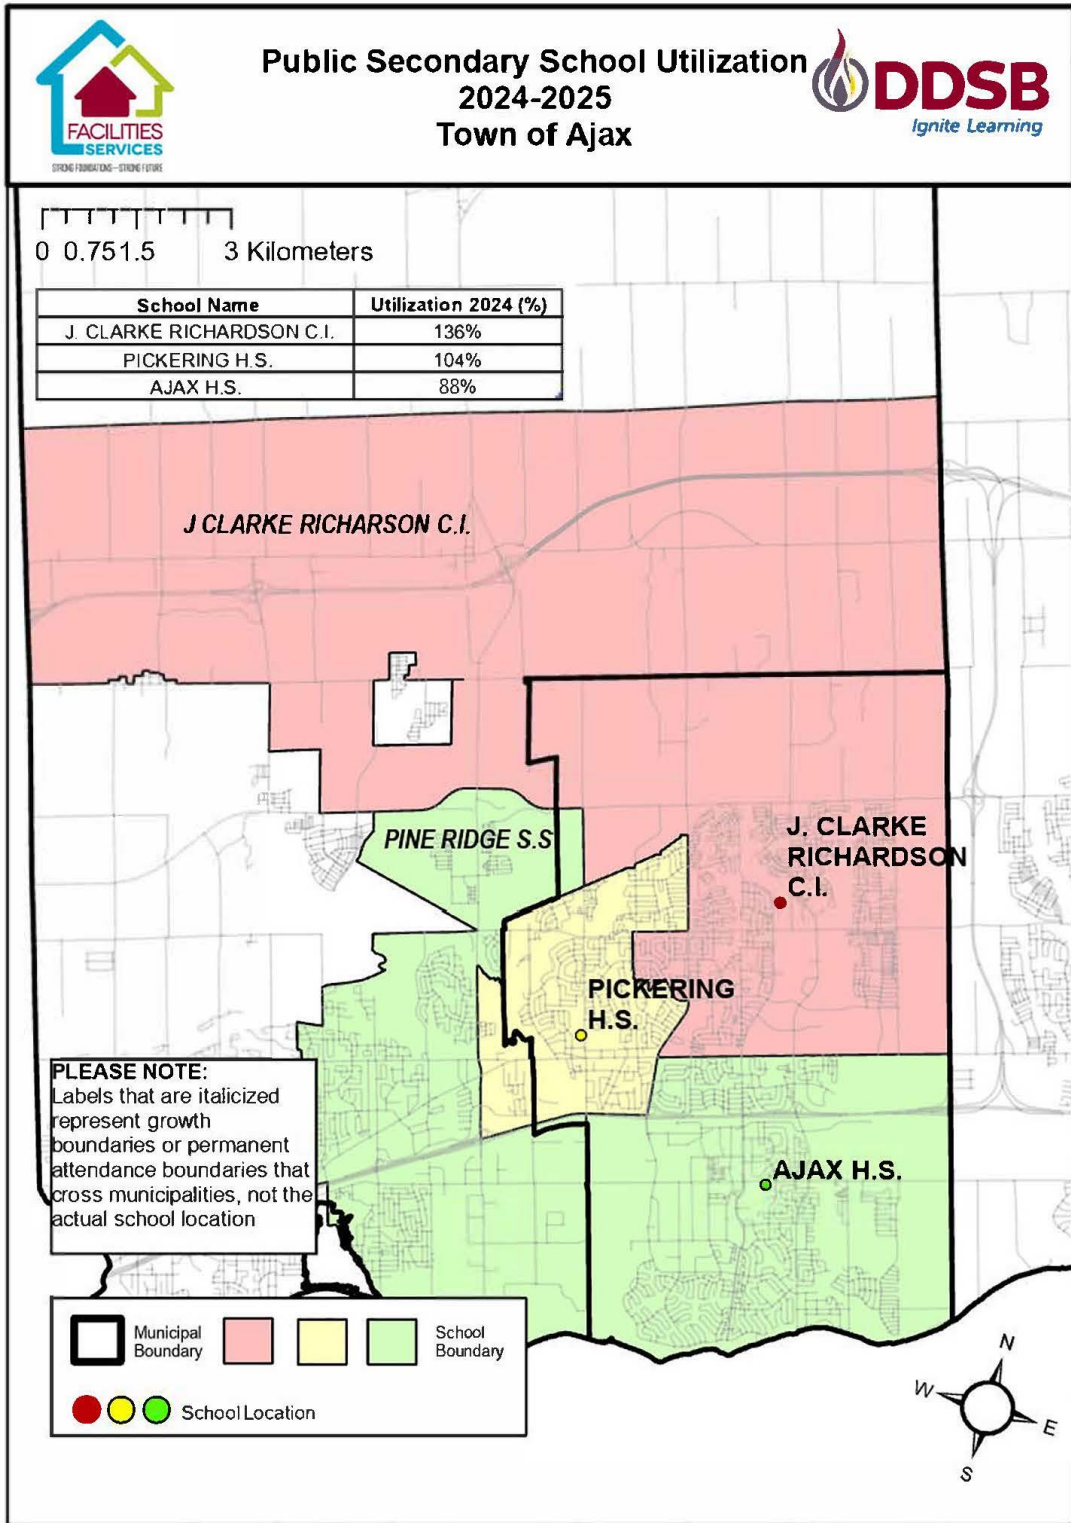 FACILITIES
SERVICES
STRONG FOUNDATIONS—STRONG FUTURE
Public Secondary School Utilization
2024-2025
Town of Ajax
DDSB
Ignite Learning
0 0.75 1.5 3 Kilometers
School Name Utilization 2024 (%)
J. CLARKE RICHARDSON C.I. 136%
PICKERING H.S. 104%
AJAX H.S. 88%
J CLARKE RICHARSON C.I.
PINE RIDGE S.S
J. CLARKE
RICHARDSON
C.I.
PICKERING
H.S.
PLEASE NOTE:
Labels that are italicized
represent growth
boundaries or permanent
attendance boundaries that
cross municipalities, not the
actual school location
AJAX H.S.
Municipal
Boundary
School
Boundary
School Location
N
W
E
S